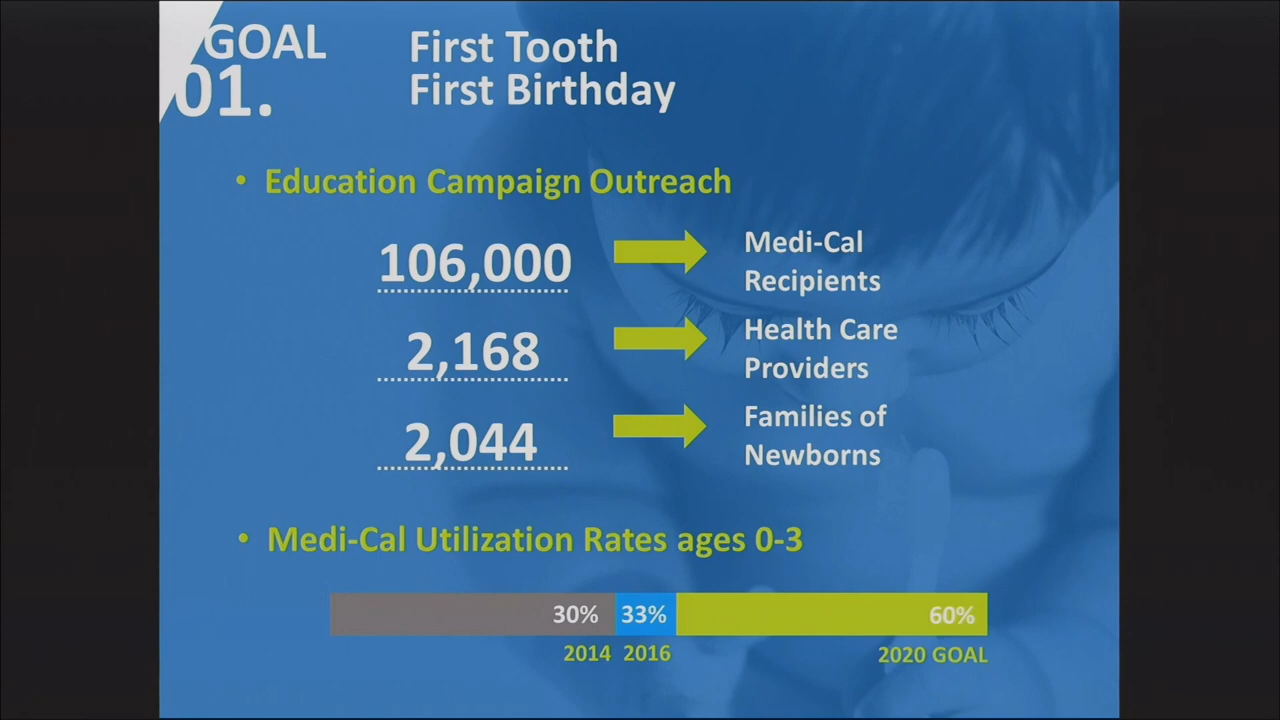 GOAL
01.
First Tooth
First Birthday
• Education Campaign Outreach
106,000
Medi-Cal
Recipients
2,168
Health Care
Providers
2,044
Families of
Newborns
• Medi-Cal Utilization Rates ages 0-3
30% 33% 60%
2014 2016 2020 GOAL